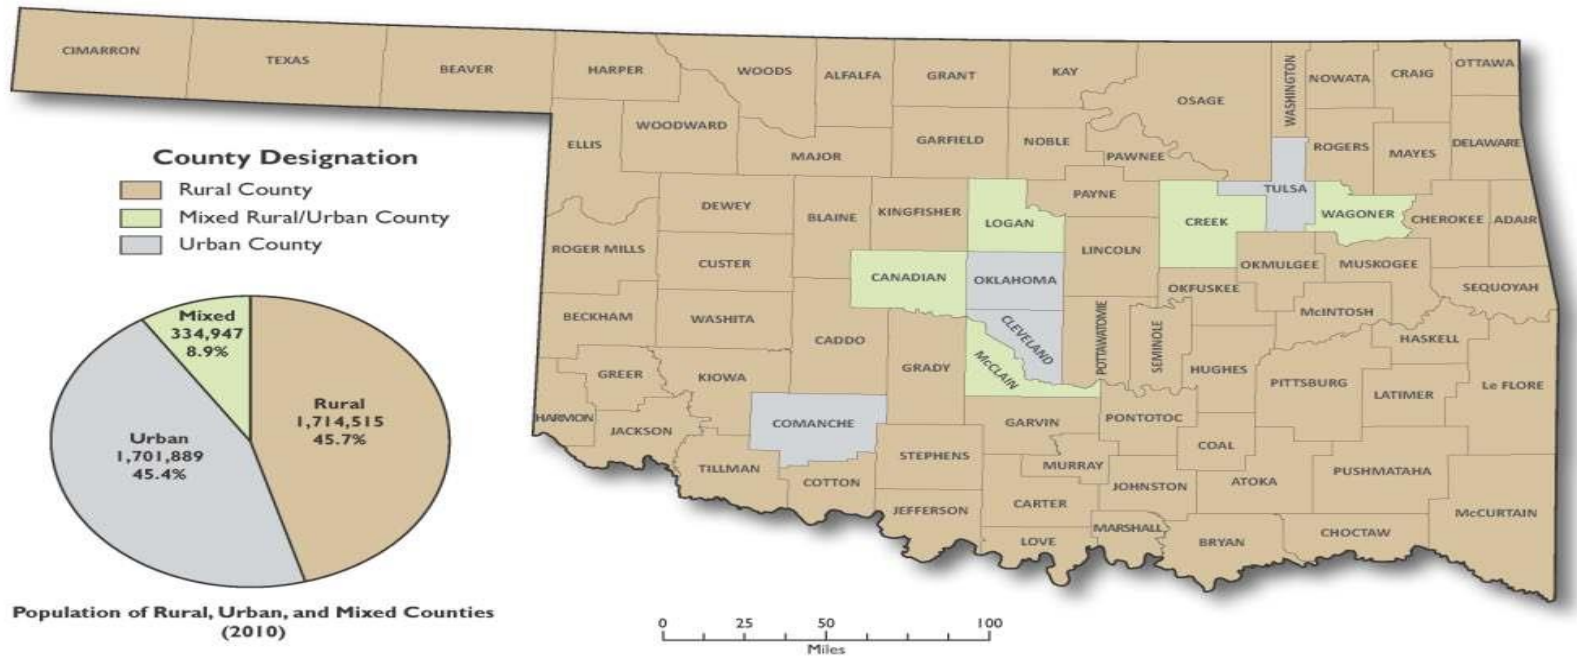 CIMARRON
TEXAS
BEAVER
HARPER
WOODS
ALFALFA
GRANT
KAY
OSAGE
WASHINGTON
NOWATA
CRAIG
OTTAWA
ELLIS
WOODWARD
MAJOR
GARFIELD
NOBLE
PAWNEE
ROGERS
MAYES
DELAWARE
County Designation
Rural County
Mixed Rural/Urban County
Urban County
ROGER MILLS
DEWEY
BLAINE
KINGFISHER
LOGAN
PAYNE
CREEK
TULSA
WAGONER
CHEROKEE
ADAIR
CUSTER
CANADIAN
OKLAHOMA
LINCOLN
OKMULGEE
MUSKOGEE
OKFUSKEE
SEQUOYAH
BECKHAM
WASHITA
CADDO
GRADY
CLEVELAND
McCLAIN
POTTAWATOMIE
SEMINOLE
HUGHES
McINTOSH
HASKELL
PITTSBURG
LATIMER
Le FLORE
GREER
KIOWA
HARMON
JACKSON
COMANCHE
TILLMAN
COTTON
STEPHENS
JEFFERSON
GARVIN
MURRAY
CARTER
LOVE
PONTOTOC
COAL
JOHNSTON
ATOKA
PUSHMATAHA
MARSHALL
BRYAN
CHOCTAW
McCURTAIN
Mixed
334,947
8.9%
Rural
1,714,515
45.7%
Urban
1,701,889
45.4%
Population of Rural, Urban, and Mixed Counties
(2010)
0 25 50 100
Miles